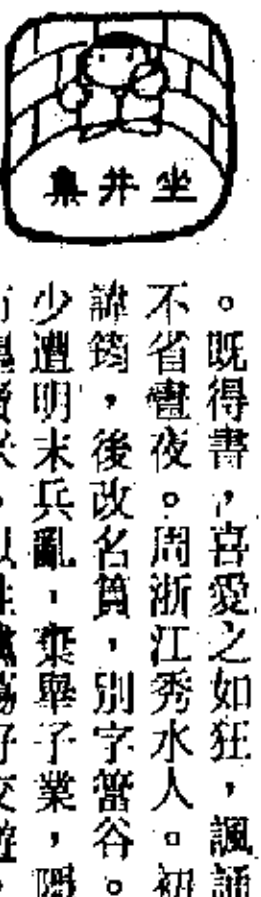 坐井集
。既得書，喜愛之如狂，諷誦
不省晝夜。周浙江秀水人。初
諱筠，後改名篔，別字簹谷。
少遭明末兵亂，棄舉子業，隱